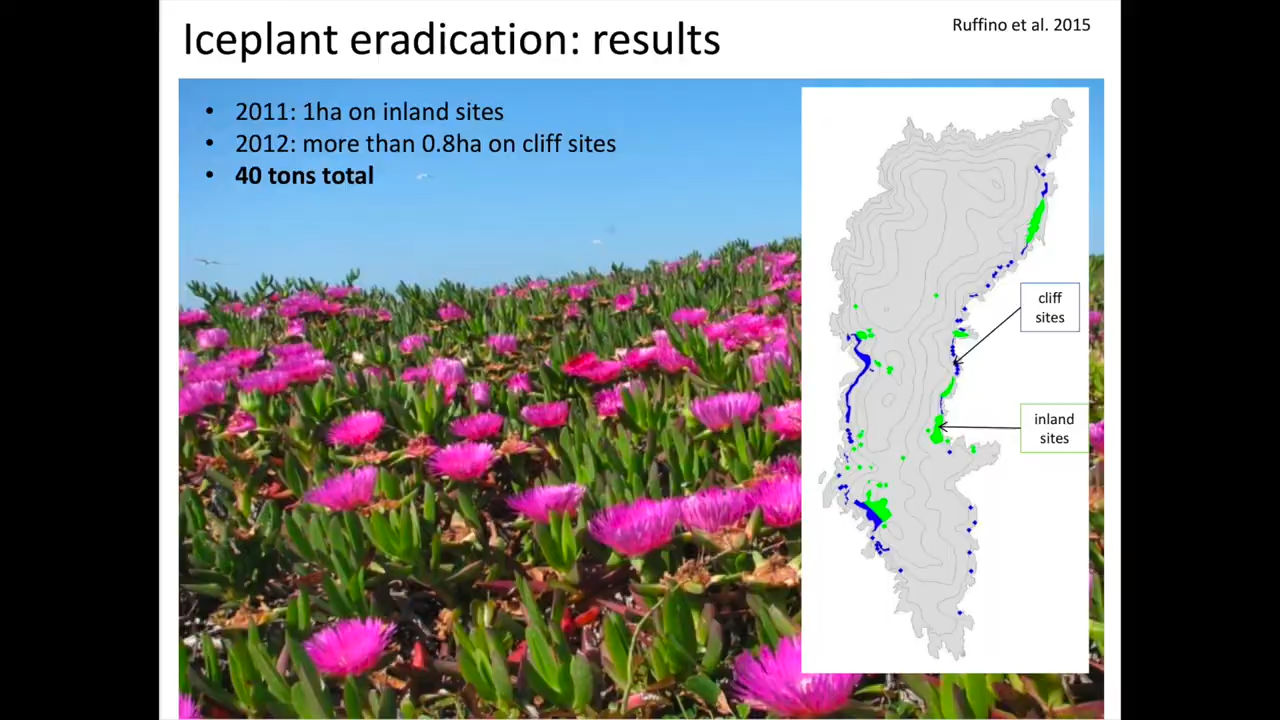 Iceplant eradication: results
Ruffino et al. 2015
• 2011: 1ha on inland sites
• 2012: more than 0.8ha on cliff sites
• 40 tons total
cliff
sites
inland
sites